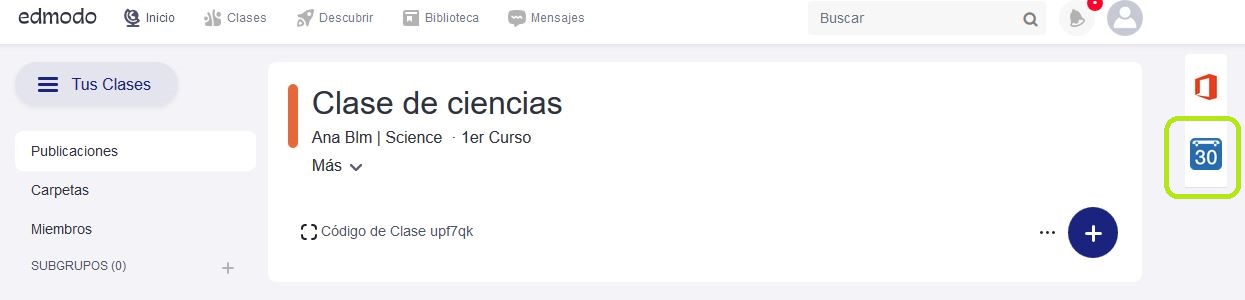 edmodo Inicio Clases Descubrir Biblioteca Mensajes Buscar
Tus Clases
Publicaciones
Carpetas
Miembros
SUBGRUPOS (0) +
Clase de ciencias
Ana Blm | Science · 1er Curso
Más
Código de Clase upf7qk ... +
30